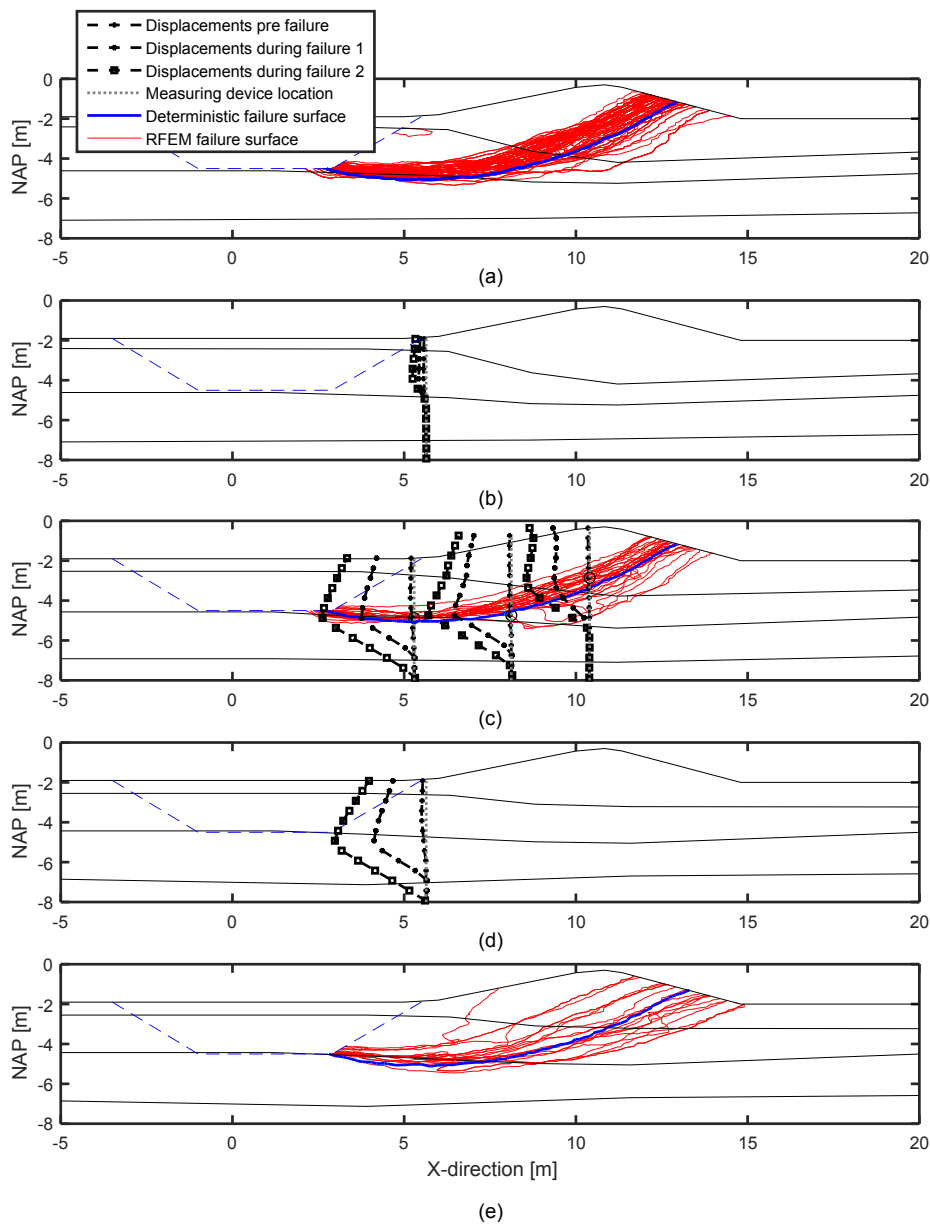 Displacements pre failure
Displacements during failure 1
Displacements during failure 2
Measuring device location
Deterministic failure surface
RFEM failure surface
0
-2
-4
-6
-8
NAP [m]
-5 0 5 10 15 20
(a)
0
-2
-4
-6
-8
NAP [m]
-5 0 5 10 15 20
(b)
0
-2
-4
-6
-8
NAP [m]
-5 0 5 10 15 20
(c)
0
-2
-4
-6
-8
NAP [m]
-5 0 5 10 15 20
(d)
0
-2
-4
-6
-8
NAP [m]
-5 0 5 10 15 20
X-direction [m]
(e)